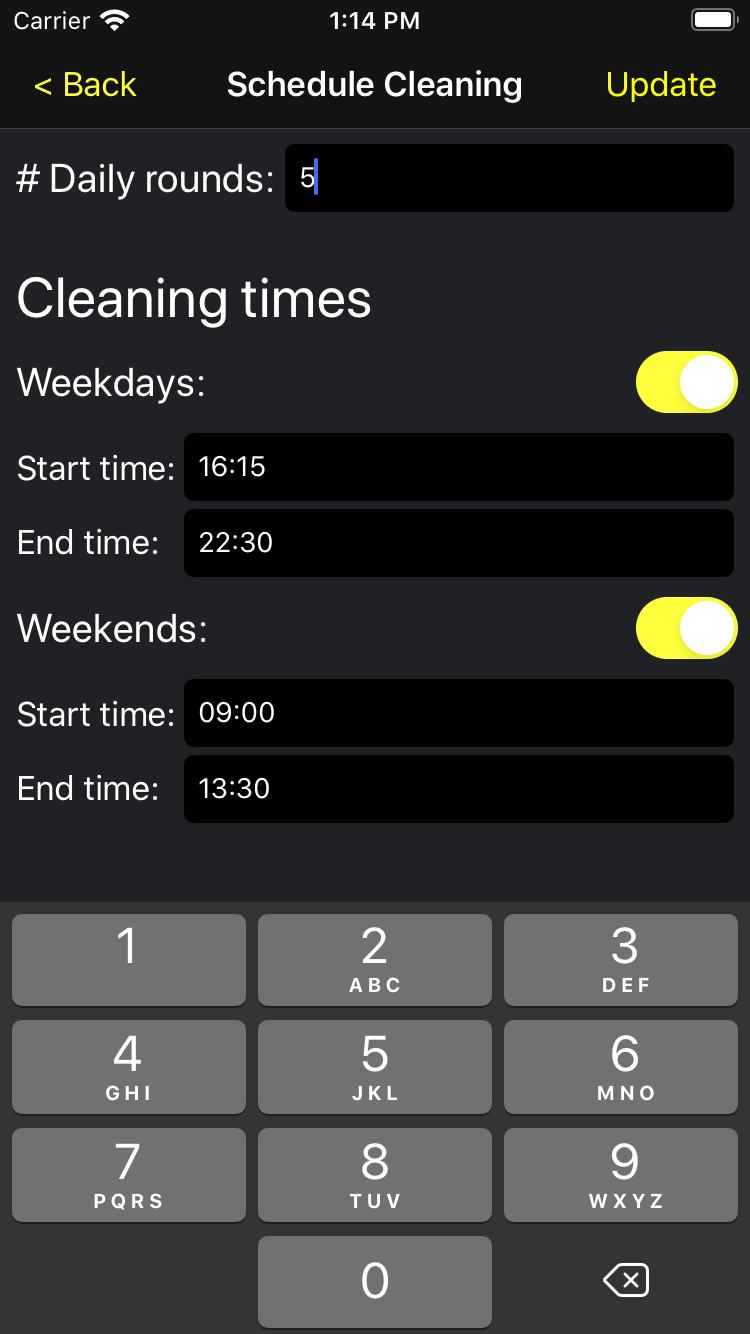 Carrier 1:14 PM
< Back Schedule Cleaning Update
# Daily rounds: 5
Cleaning times
Weekdays:
Start time: 16:15
End time: 22:30
Weekends:
Start time: 09:00
End time: 13:30
1 2 3
ABC DEF
4 5 6
GHI JKL MNO
7 8 9
PQRS TUV WXYZ
0